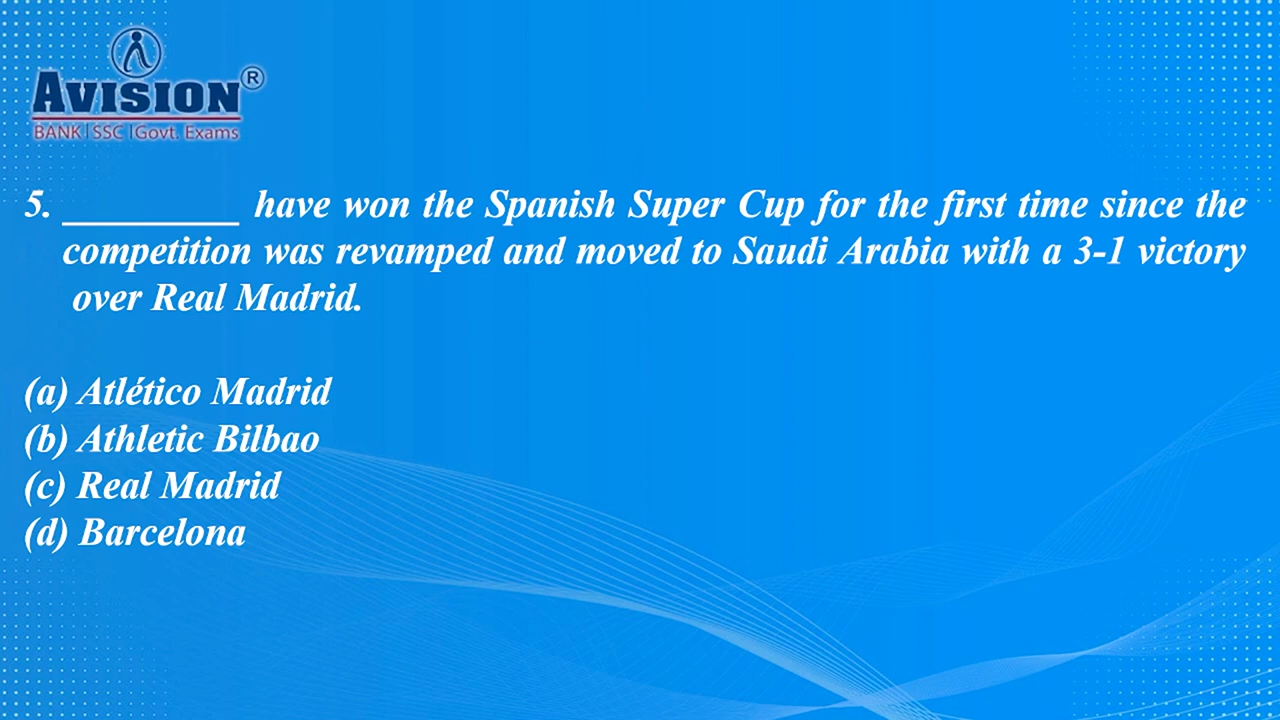 AVISION®
BANK | SSC | Govt. Exams
5. _________ have won the Spanish Super Cup for the first time since the
competition was revamped and moved to Saudi Arabia with a 3-1 victory
over Real Madrid.
(a) Atlético Madrid
(b) Athletic Bilbao
(c) Real Madrid
(d) Barcelona